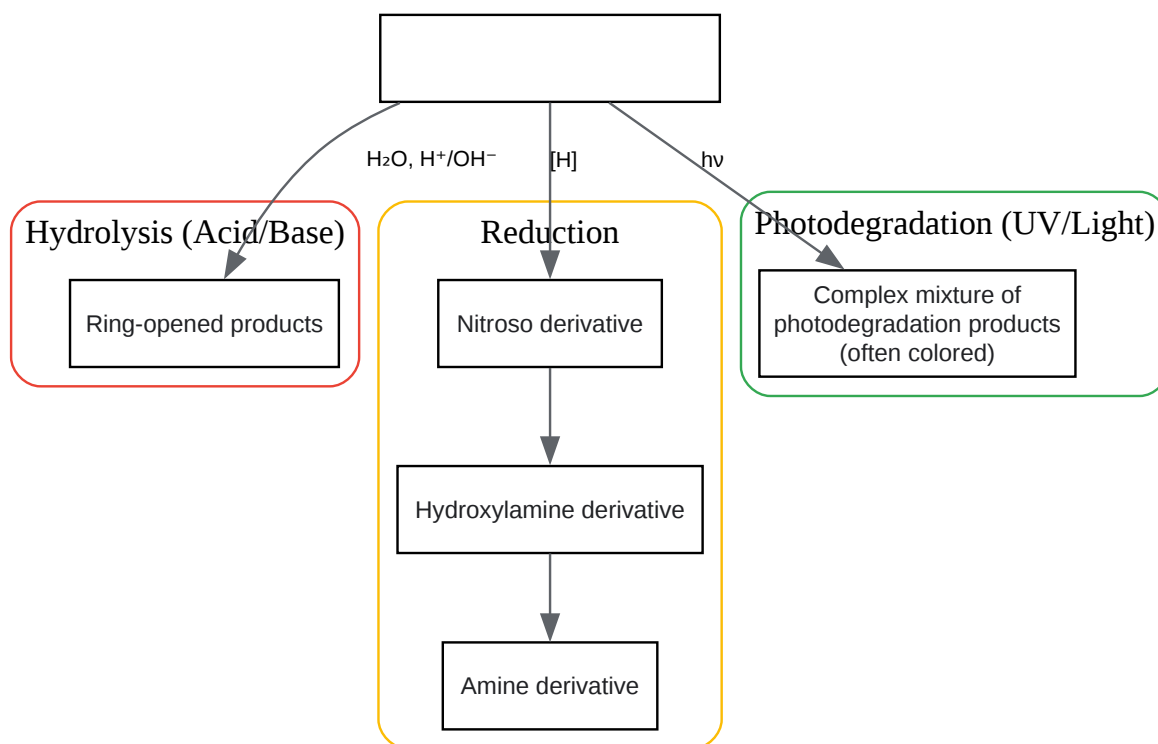 H₂O, H⁺/OH⁻
[H]
hν
Hydrolysis (Acid/Base)
Ring-opened products
Reduction
Nitroso derivative
Hydroxylamine derivative
Amine derivative
Photodegradation (UV/Light)
Complex mixture of
photodegradation products
(often colored)